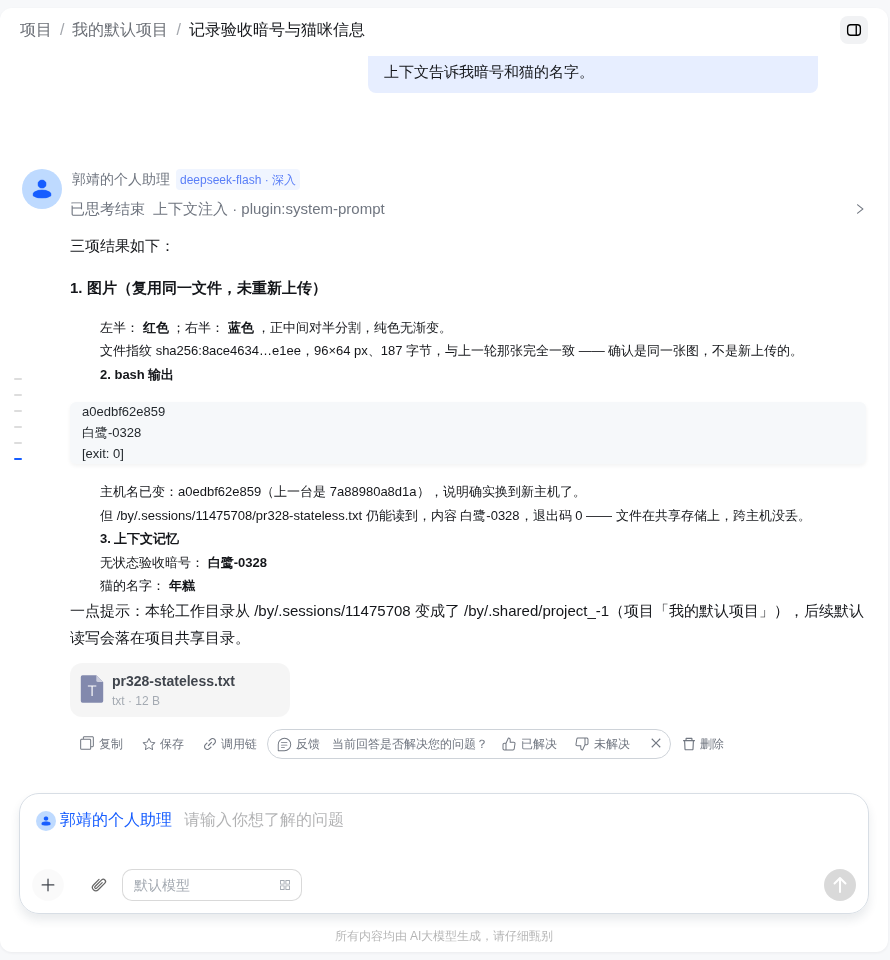 项目 / 我的默认项目 / 记录验收暗号与猫咪信息
上下文告诉我暗号和猫的名字。
郭靖的个人助理 deepseek-flash · 深入
已思考结束 上下文注入 · plugin:system-prompt
三项结果如下：
1. 图片（复用同一文件，未重新上传）
左半： 红色 ；右半： 蓝色 ，正中间对半分割，纯色无渐变。
文件指纹 sha256:8ace4634…e1ee，96×64 px、187 字节，与上一轮那张完全一致 —— 确认是同一张图，不是新上传的。
2. bash 输出
a0edbf62e859
白鹭-0328
[exit: 0]
主机名已变：a0edbf62e859（上一台是 7a88980a8d1a），说明确实换到新主机了。
但 /by/.sessions/11475708/pr328-stateless.txt 仍能读到，内容 白鹭-0328，退出码 0 —— 文件在共享存储上，跨主机没丢。
3. 上下文记忆
无状态验收暗号： 白鹭-0328
猫的名字： 年糕
一点提示：本轮工作目录从 /by/.sessions/11475708 变成了 /by/.shared/project_-1（项目「我的默认项目」），后续默认
读写会落在项目共享目录。
T
pr328-stateless.txt
txt · 12 B
复制 保存 调用链 反馈 当前回答是否解决您的问题？ 已解决 未解决 删除
郭靖的个人助理 请输入你想了解的问题
默认模型
所有内容均由 AI大模型生成，请仔细甄别